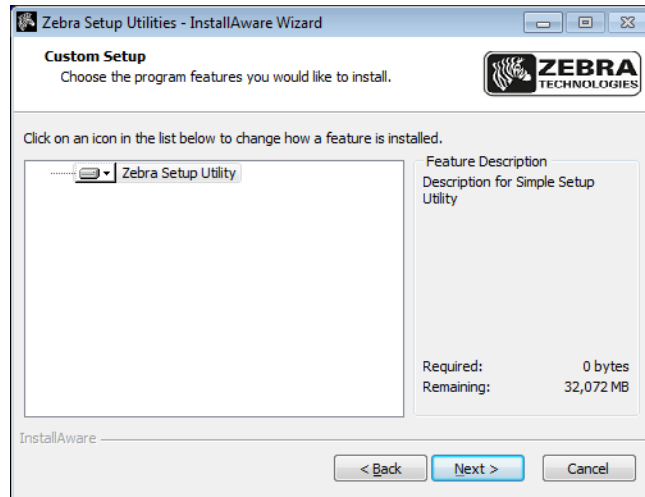 Zebra Setup Utilities - InstallAware Wizard
Custom Setup
Choose the program features you would like to install.
ZEBRA
TECHNOLOGIES
Click on an icon in the list below to change how a feature is installed.
Zebra Setup Utility
Feature Description
Description for Simple Setup
Utility
Required: 0 bytes
Remaining: 32,072 MB
InstallAware
< Back Next > Cancel